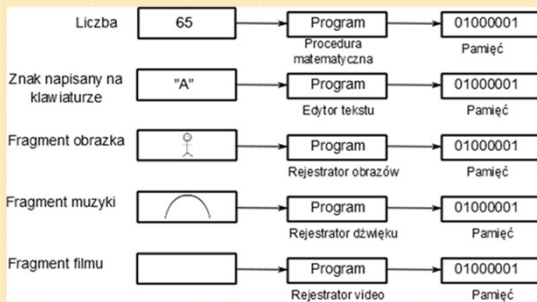 Liczba 65 Program 01000001
Procedura matematyczna Pamięć
Znak napisany na klawiaturze "A" Program 01000001
Edytor tekstu Pamięć
Fragment obrazka Program 01000001
Rejestrator obrazów Pamięć
Fragment muzyki Program 01000001
Rejestrator dźwięku Pamięć
Fragment filmu Program 01000001
Rejestrator video Pamięć